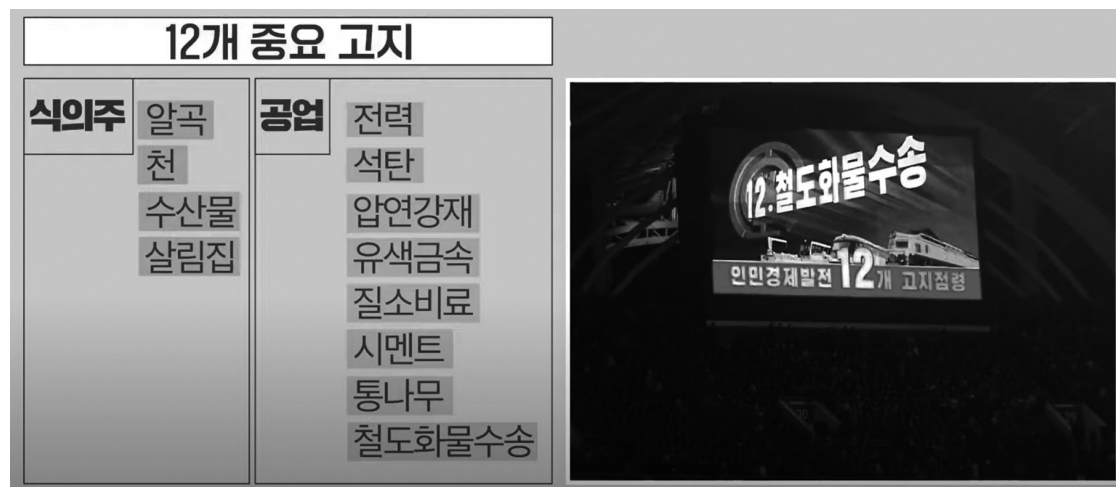 12개 중요 고지
식의주
알곡
천
수산물
살림집
공업
전력
석탄
압연강재
유색금속
질소비료
시멘트
통나무
철도화물수송
12.철도화물수송
인민경제발전 12개 고지점령